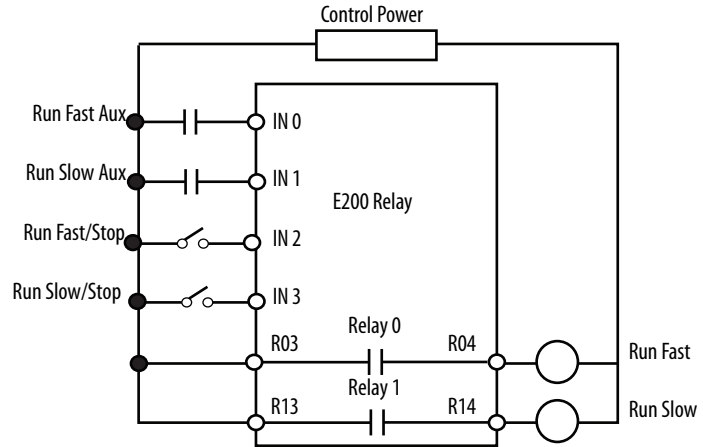 Control Power
Run Fast Aux
IN 0
Run Slow Aux
IN 1
E200 Relay
Run Fast/Stop
IN 2
Run Slow/Stop
IN 3
Relay 0
R03
R04
Run Fast
Relay 1
R13
R14
Run Slow